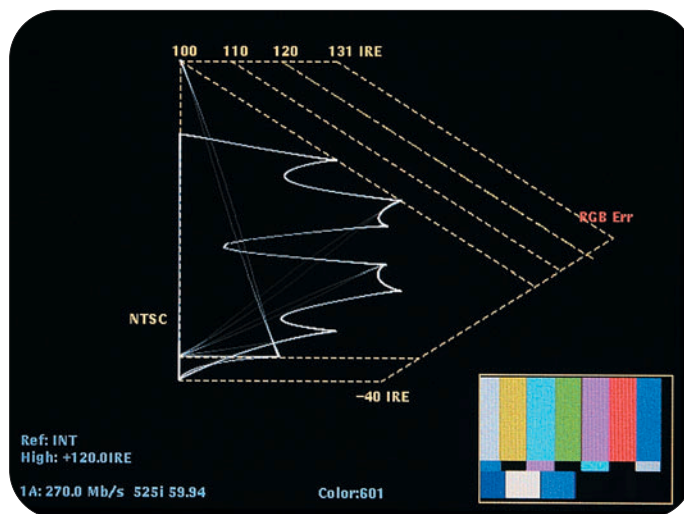 100 110 120 131 IRE
RGB Err
NTSC
−40 IRE
Ref: INT
High: +120.0IRE
1A: 270.0 Mb/s 525i 59.94 Color:601